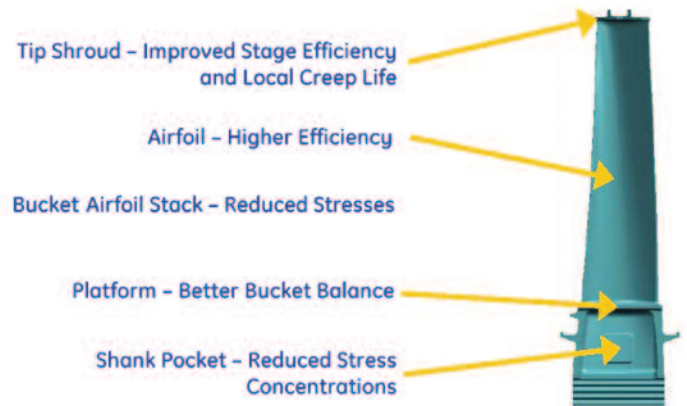 Tip Shroud – Improved Stage Efficiency
and Local Creep Life
Airfoil – Higher Efficiency
Bucket Airfoil Stack – Reduced Stresses
Platform – Better Bucket Balance
Shank Pocket – Reduced Stress
Concentrations